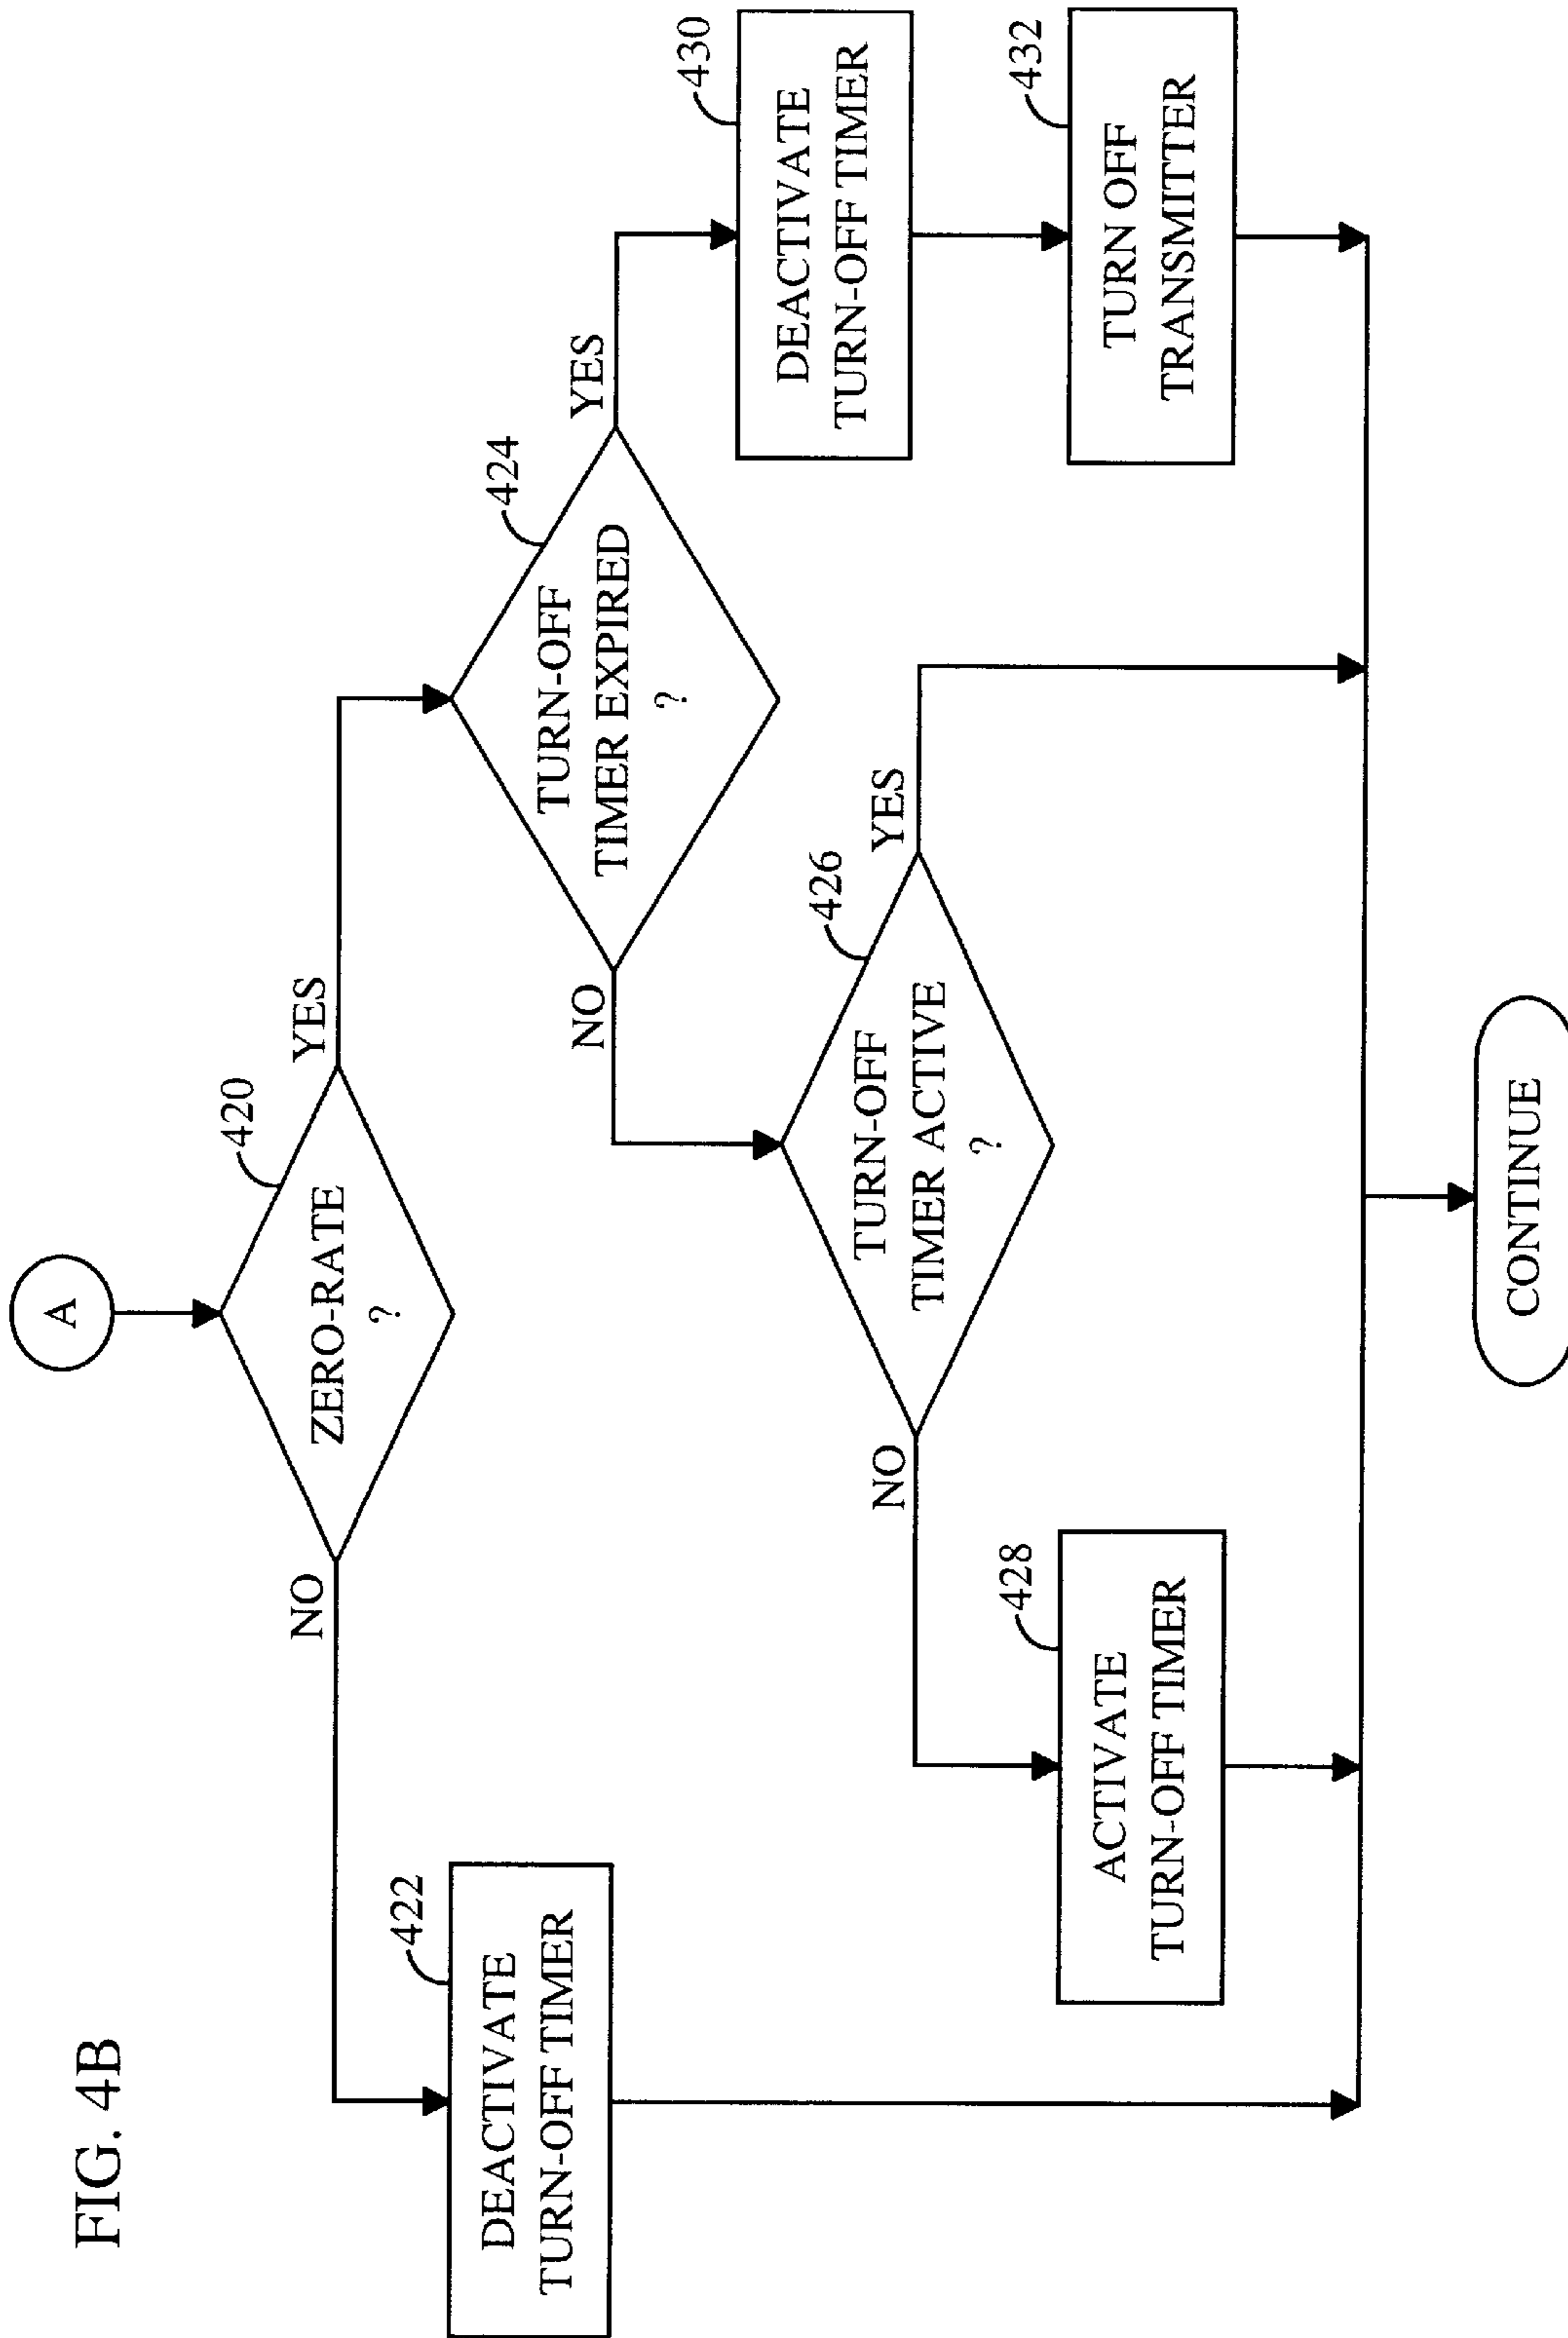 FIG. 4B
A
420
ZERO-RATE
?
NO
YES
422
DEACTIVATE
TURN-OFF TIMER
424
TURN-OFF
TIMER EXPIRED
?
NO
YES
426
TURN-OFF
TIMER ACTIVE
?
NO
YES
430
DEACTIVATE
TURN-OFF TIMER
428
ACTIVATE
TURN-OFF TIMER
432
TURN OFF
TRANSMITTER
CONTINUE